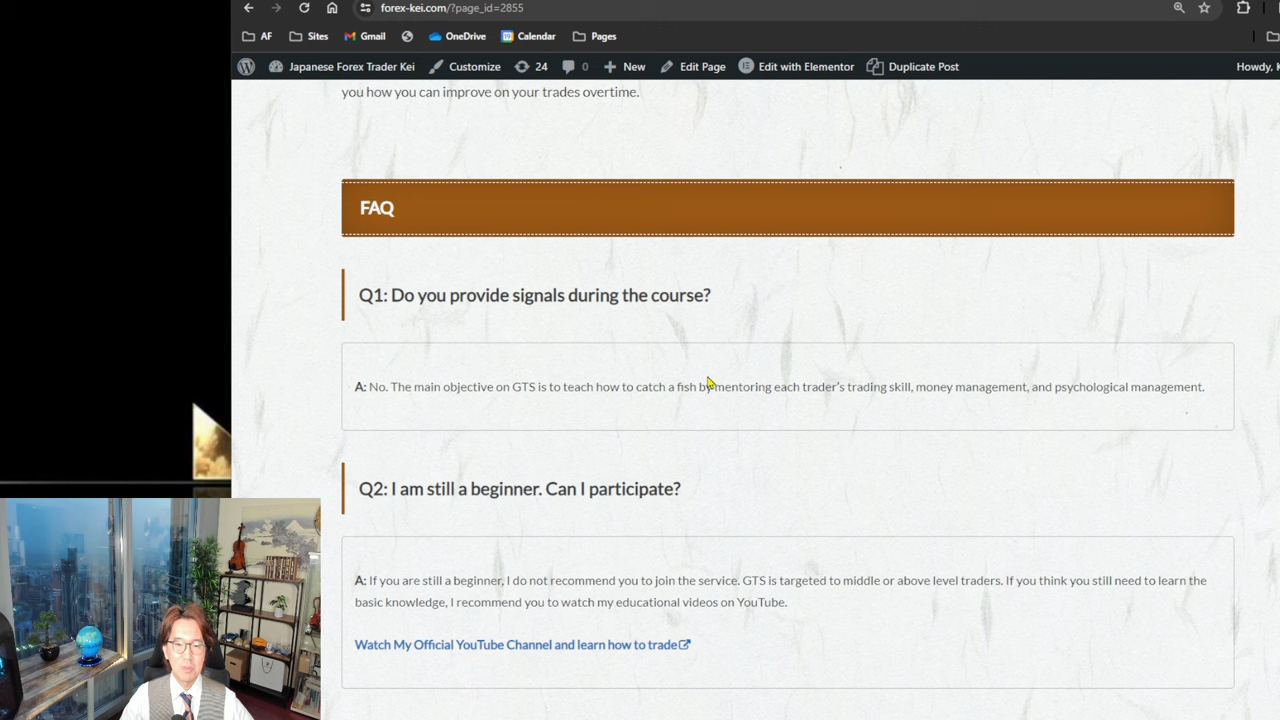 forex-kei.com/?page_id=2855
AF
Sites
Gmail
OneDrive
Calendar
Pages
Japanese Forex Trader Kei
Customize
24
0
New
Edit Page
Edit with Elementor
Duplicate Post
Howdy, K
you how you can improve on your trades overtime.
FAQ
Q1: Do you provide signals during the course?
A: No. The main objective on GTS is to teach how to catch a fish by mentoring each trader's trading skill, money management, and psychological management.
Q2: I am still a beginner. Can I participate?
A: If you are still a beginner, I do not recommend you to join the service. GTS is targeted to middle or above level traders. If you think you still need to learn the
basic knowledge, I recommend you to watch my educational videos on YouTube.
Watch My Official YouTube Channel and learn how to trade